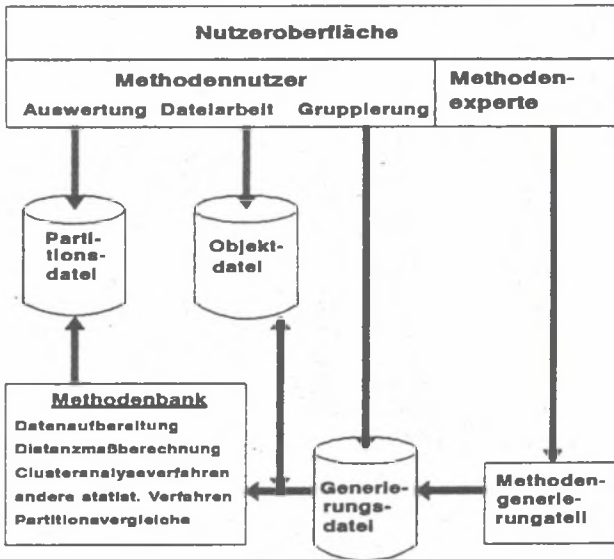 Nutzeroberfläche
Methodennutzer
Auswertung Dateiarbeit Gruppierung
Methoden-
experte
Parti-
tions-
datei
Objekt-
datei
Methodenbank
Datenaufbereitung
Distanzmaßberechnung
Clusteranalyseverfahren
andere statist. Verfahren
Partitionsvergleiche
Generie-
rungs-
datei
Methoden-
generie-
rungsteil